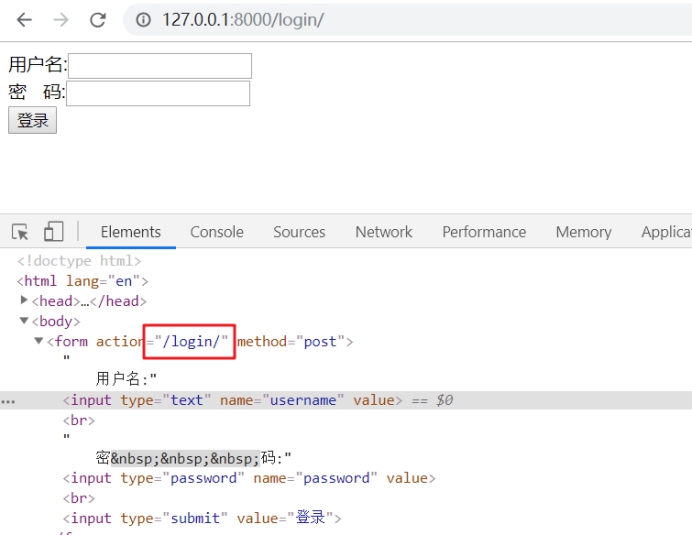 127.0.0.1:8000/login/
用户名:
密   码:
登录
Elements Console Sources Network Performance Memory Applica
<!doctype html>
<html lang="en">
<head>…</head>
<body>
<form action="/login/" method="post">
"
用户名:"
<input type="text" name="username" value> == $0
<br>
"
密&nbsp;&nbsp;&nbsp;码:"
<input type="password" name="password" value>
<br>
<input type="submit" value="登录">